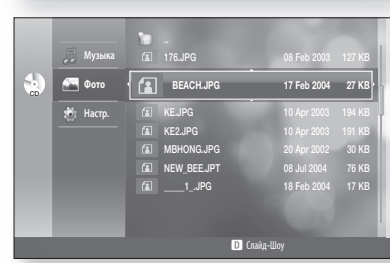 ..
Музыка 176.JPG 08 Feb 2003 127 KB
CD Фото BEACH.JPG 17 Feb 2004 27 KB
Настр. KE.JPG 10 Apr 2003 194 KB
KE2.JPG 10 Apr 2003 191 KB
MBHONG.JPG 20 Apr 2002 30 KB
NEW_BEE.JPT 08 Jul 2004 76 KB
____1_.JPG 18 Feb 2004 17 KB
D Слайд-Шоу